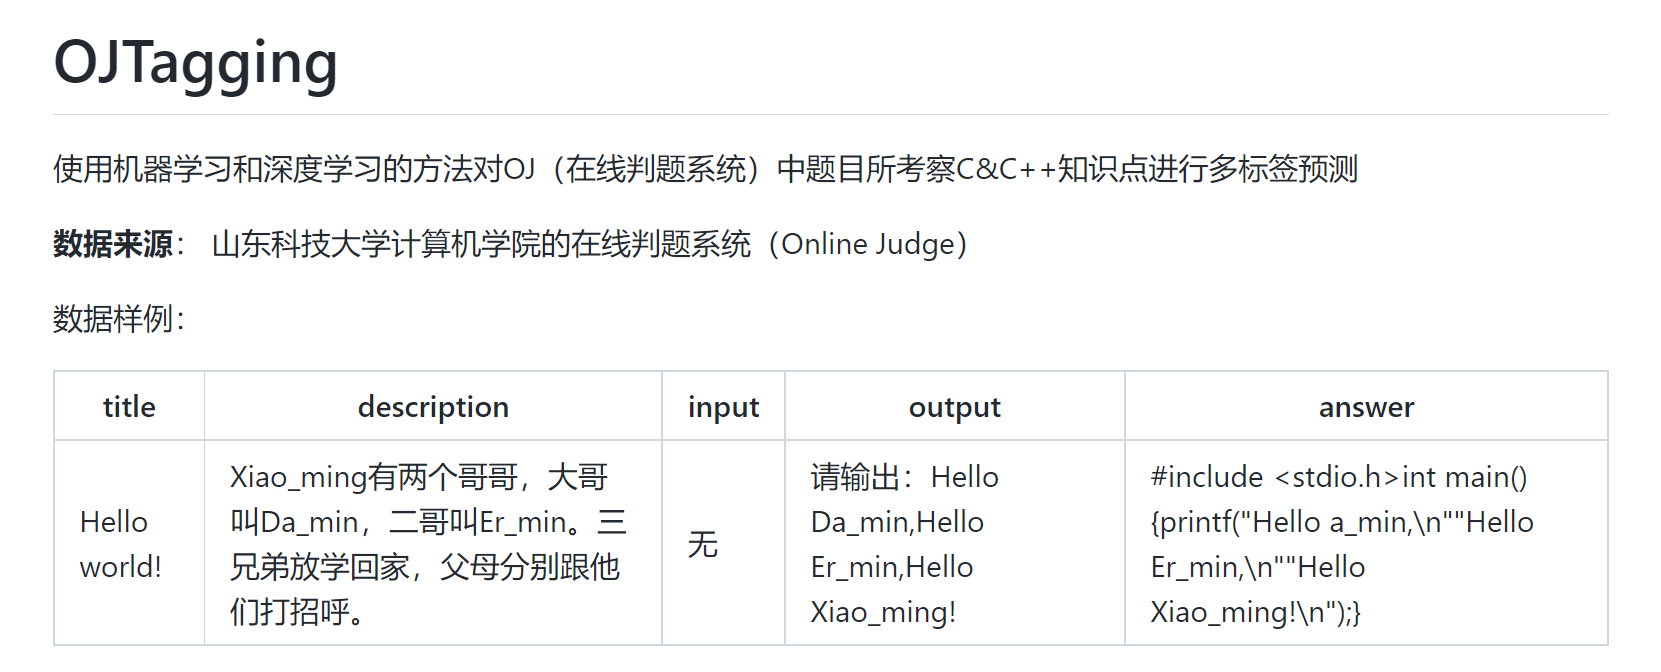 OJTagging
使用机器学习和深度学习的方法对OJ（在线判题系统）中题目所考察C&C++知识点进行多标签预测
数据来源： 山东科技大学计算机学院的在线判题系统（Online Judge）
数据样例：
title
description
input
output
answer
Hello
world!
Xiao_ming有两个哥哥，大哥
叫Da_min，二哥叫Er_min。三
兄弟放学回家，父母分别跟他
们打招呼。
无
请输出：Hello
Da_min,Hello
Er_min,Hello
Xiao_ming!
#include <stdio.h>int main()
{printf("Hello a_min,\n""Hello
Er_min,\n""Hello
Xiao_ming!\n");}